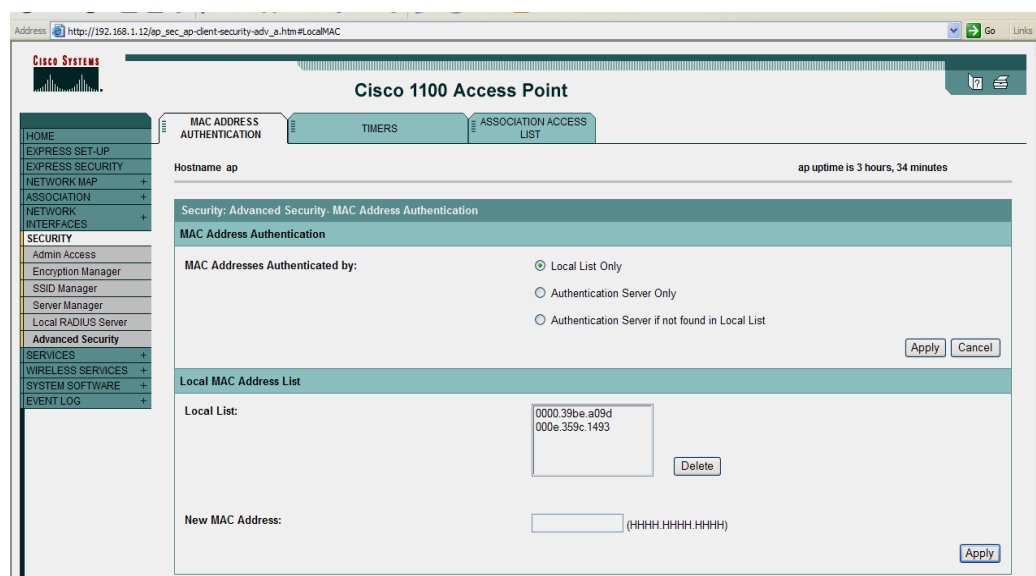 Address http://192.168.1.12/ap_sec_ap-client-security-adv_a.htm#LocalMAC Go Links
CISCO SYSTEMS
Cisco 1100 Access Point
MAC ADDRESS
AUTHENTICATION
TIMERS
ASSOCIATION ACCESS
LIST
HOME
EXPRESS SET-UP
EXPRESS SECURITY
NETWORK MAP +
ASSOCIATION +
NETWORK
INTERFACES +
SECURITY
Admin Access
Encryption Manager
SSID Manager
Server Manager
Local RADIUS Server
Advanced Security
SERVICES +
WIRELESS SERVICES +
SYSTEM SOFTWARE +
EVENT LOG +
Hostname ap
ap uptime is 3 hours, 34 minutes
Security: Advanced Security- MAC Address Authentication
MAC Address Authentication
MAC Addresses Authenticated by:
Local List Only
Authentication Server Only
Authentication Server if not found in Local List
Apply Cancel
Local MAC Address List
Local List:
0000.39be.a09d
000e.359c.1493
Delete
New MAC Address:
(HHHH.HHHH.HHHH)
Apply